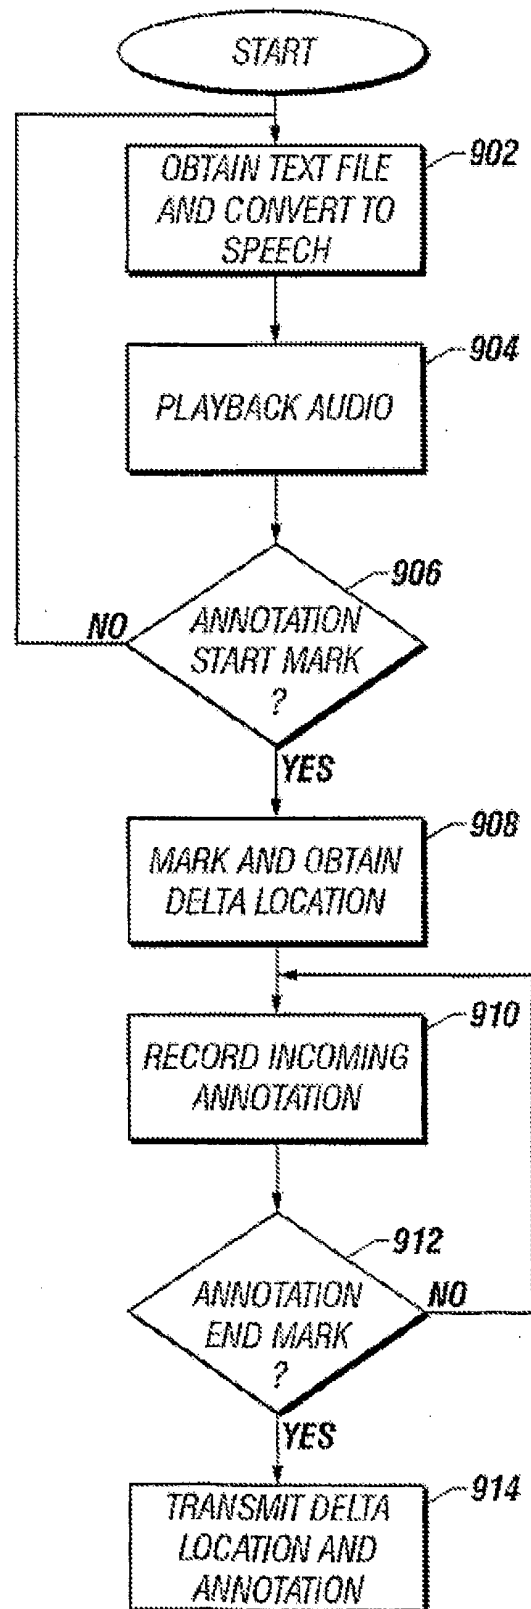 START
902
OBTAIN TEXT FILE
AND CONVERT TO
SPEECH
904
PLAYBACK AUDIO
906
ANNOTATION
START MARK
?
NO
YES
908
MARK AND OBTAIN
DELTA LOCATION
910
RECORD INCOMING
ANNOTATION
912
ANNOTATION
END MARK
?
NO
YES
914
TRANSMIT DELTA
LOCATION AND
ANNOTATION